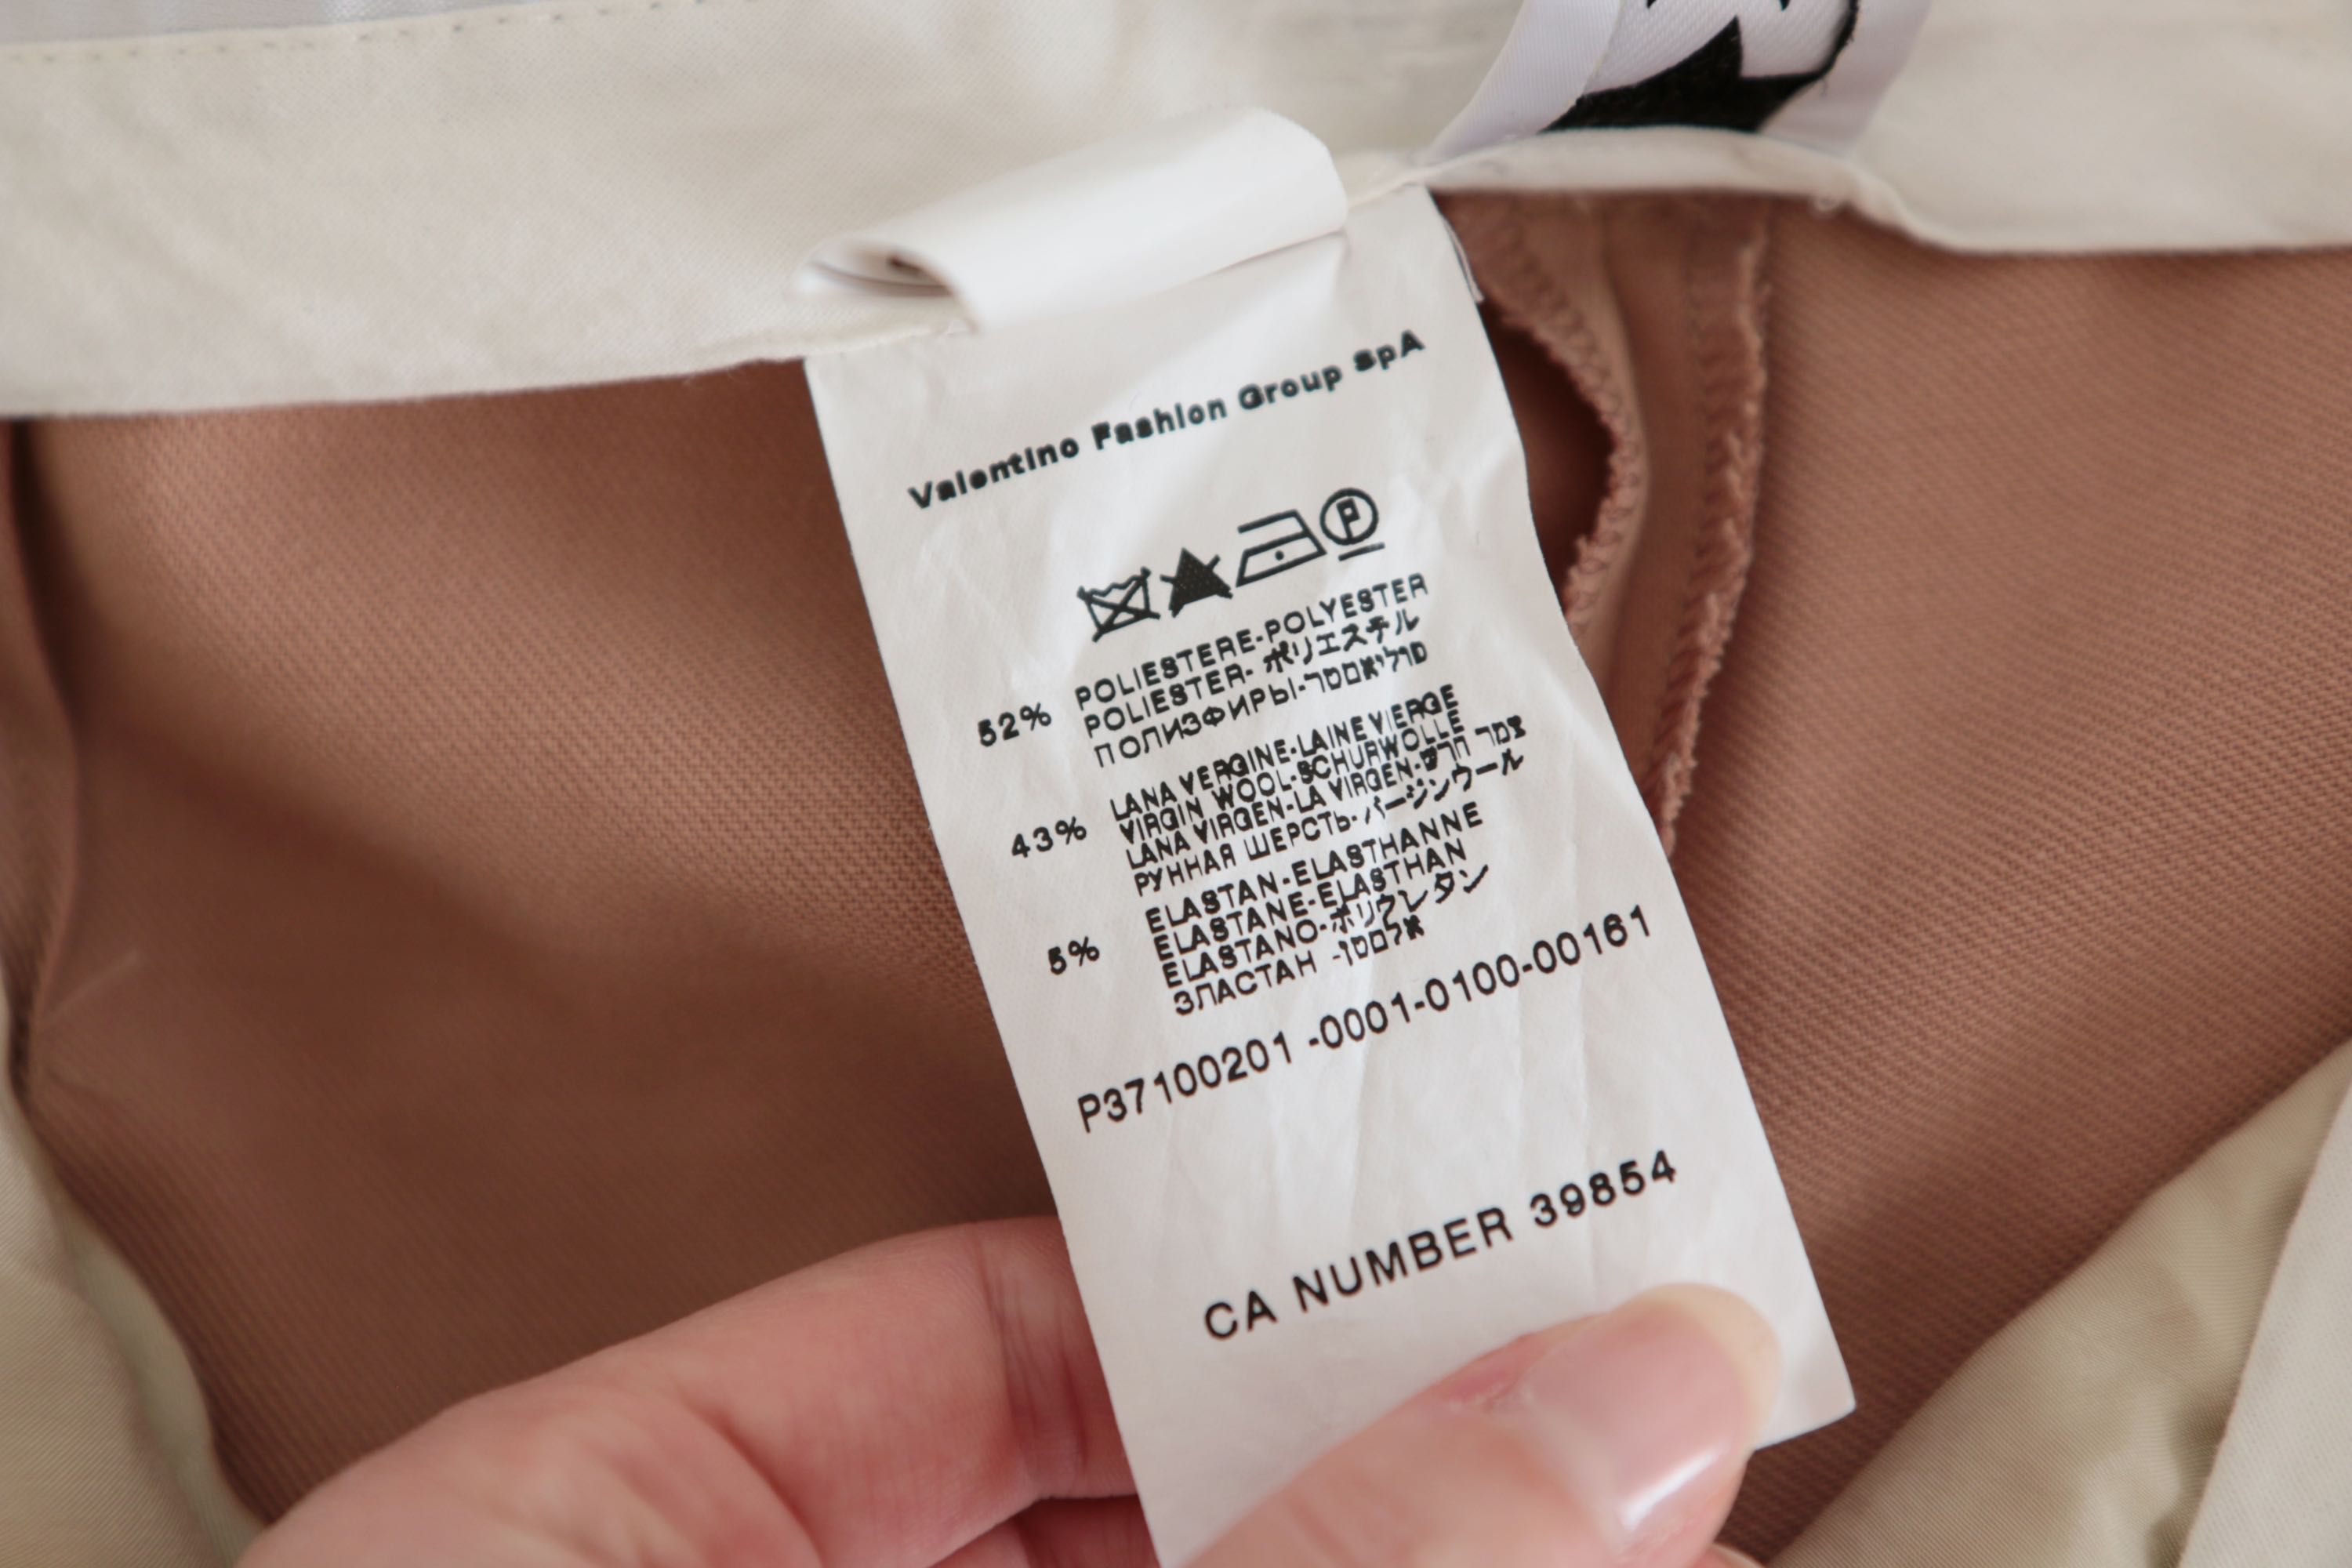 Valentino Fashion Group SpA
P
52% POLIESTERE-POLYESTER
POLIESTER-ポリエステル
ПОЛИЭФИРЫ-פוליאסטר
43% LANA VERGINE-LAINE VIERGE
VIRGIN WOOL-SCHURWOLLE
LANA VIRGEN-LA VIRGEN-צמר חדש
РУННАЯ ШЕРСТЬ-バージンウール
5% ELASTAN-ELASTHANNE
ELASTANE-ELASTHAN
ELASTANO-ポリウレタン
ЭЛАСТАН -אלסטן
P37100201 -0001-0100-00161
CA NUMBER 39854